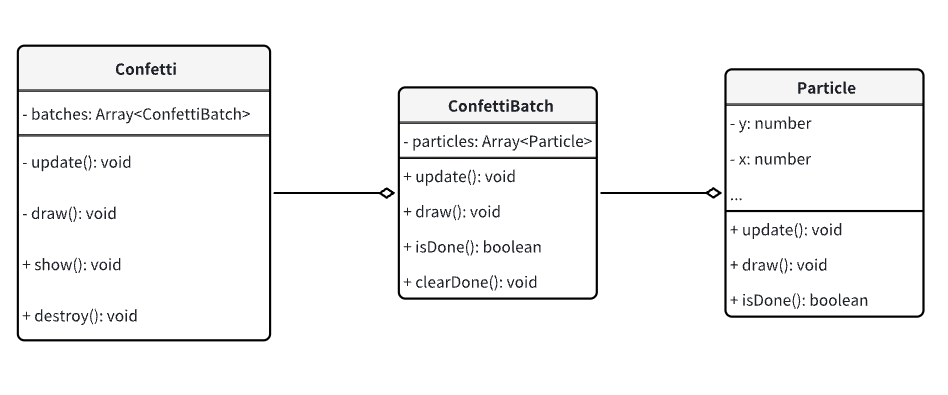 Confetti
- batches: Array<ConfettiBatch>
- update(): void
- draw(): void
+ show(): void
+ destroy(): void
ConfettiBatch
- particles: Array<Particle>
+ update(): void
+ draw(): void
+ isDone(): boolean
+ clearDone(): void
Particle
- y: number
- x: number
...
+ update(): void
+ draw(): void
+ isDone(): boolean